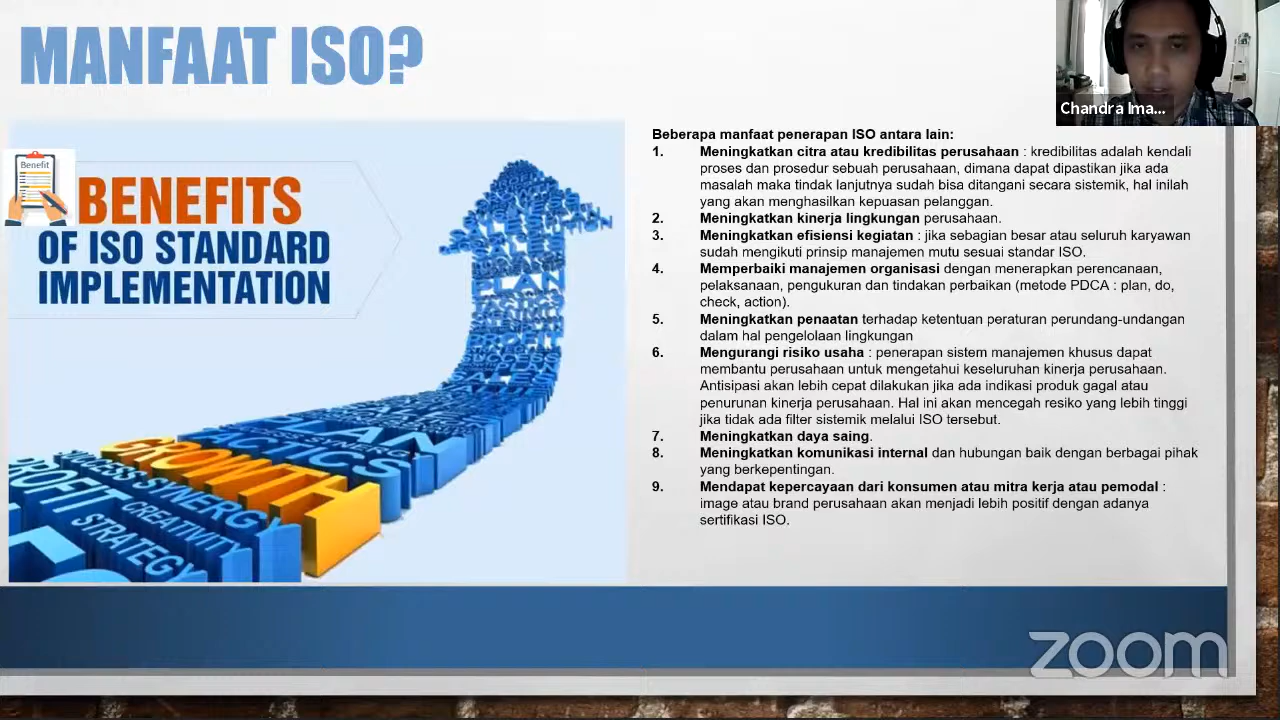 MANFAAT ISO?
Chandra Ima...
Benefit
BENEFITS
OF ISO STANDARD
IMPLEMENTATION
PLAN
PLAN
TACTICS
GROWTH
SUCCESS SYNERGY
PROFIT
CREATIVITY
STRATEGY
Beberapa manfaat penerapan ISO antara lain:
1. Meningkatkan citra atau kredibilitas perusahaan : kredibilitas adalah kendali
proses dan prosedur sebuah perusahaan, dimana dapat dipastikan jika ada
masalah maka tindak lanjutnya sudah bisa ditangani secara sistemik, hal inilah
yang akan menghasilkan kepuasan pelanggan.
2. Meningkatkan kinerja lingkungan perusahaan.
3. Meningkatkan efisiensi kegiatan : jika sebagian besar atau seluruh karyawan
sudah mengikuti prinsip manajemen mutu sesuai standar ISO.
4. Memperbaiki manajemen organisasi dengan menerapkan perencanaan,
pelaksanaan, pengukuran dan tindakan perbaikan (metode PDCA : plan, do,
check, action).
5. Meningkatkan penaatan terhadap ketentuan peraturan perundang-undangan
dalam hal pengelolaan lingkungan
6. Mengurangi risiko usaha : penerapan sistem manajemen khusus dapat
membantu perusahaan untuk mengetahui keseluruhan kinerja perusahaan.
Antisipasi akan lebih cepat dilakukan jika ada indikasi produk gagal atau
penurunan kinerja perusahaan. Hal ini akan mencegah resiko yang lebih tinggi
jika tidak ada filter sistemik melalui ISO tersebut.
7. Meningkatkan daya saing.
8. Meningkatkan komunikasi internal dan hubungan baik dengan berbagai pihak
yang berkepentingan.
9. Mendapat kepercayaan dari konsumen atau mitra kerja atau pemodal :
image atau brand perusahaan akan menjadi lebih positif dengan adanya
sertifikasi ISO.
zoom